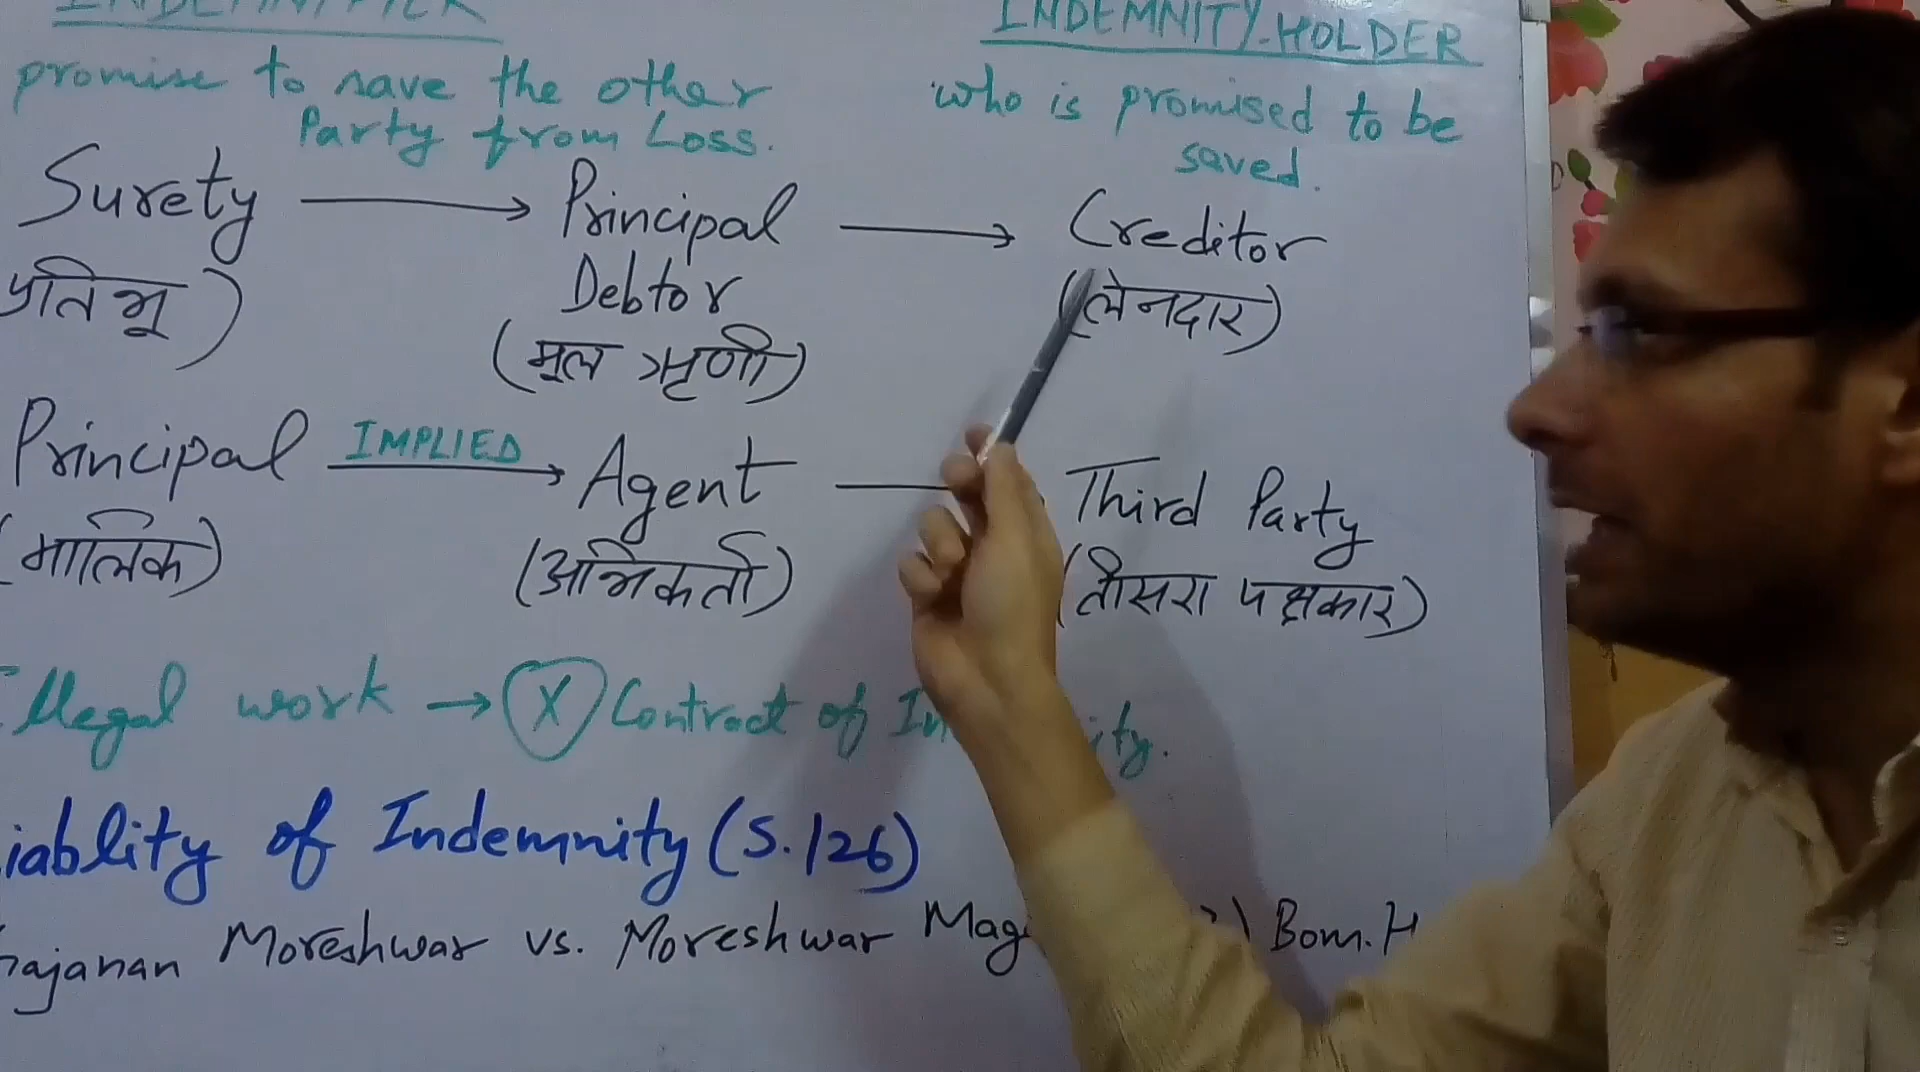 INDEMNITY-HOLDER
promise to save the other
Party from Loss.
who is promised to be
saved.
Surety → Principal Debtor → Creditor
प्रतिभू) (मूल ऋणी) (लेनदार)
Principal IMPLIED → Agent — Third Party
(मालिक) (अभिकर्ता) (तीसरा पक्षकार)
Illegal work → X Contract of
iablity of Indemnity (S.126)
ajanan Moreshwar vs. Moreshwar Bom. H